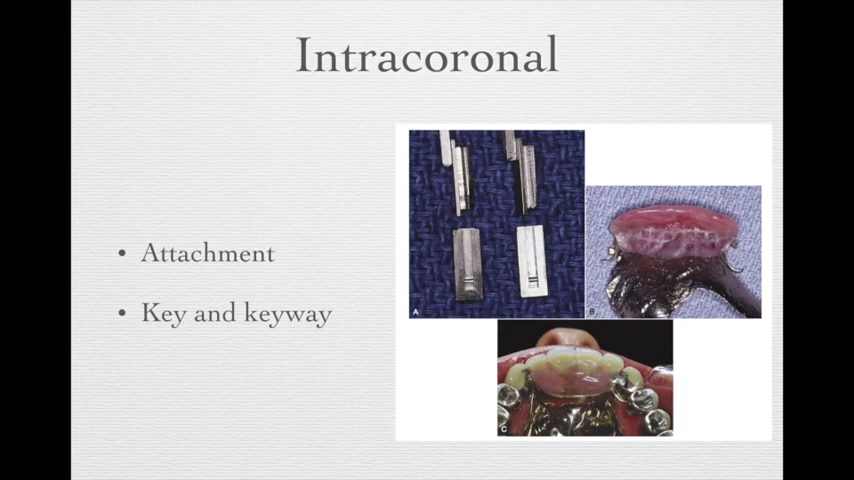 Intracoronal
• Attachment
• Key and keyway
A
B
C